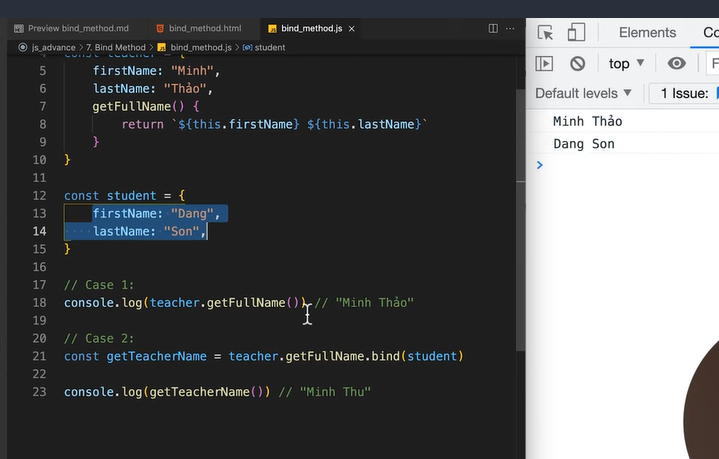 Preview bind_method.md
bind_method.html
bind_method.js
js_advance > 7. Bind Method > bind_method.js > student
5 firstName: "Minh",
6 lastName: "Thảo",
7 getFullName() {
8 return `${this.firstName} ${this.lastName}`
9 }
10 }
11
12 const student = {
13 firstName: "Dang",
14 lastName: "Son",
15 }
16
17 // Case 1:
18 console.log(teacher.getFullName()) // "Minh Thảo"
19
20 // Case 2:
21 const getTeacherName = teacher.getFullName.bind(student)
22
23 console.log(getTeacherName()) // "Minh Thu"
Elements
top
Default levels
1 Issue:
Minh Thảo
Dang Son